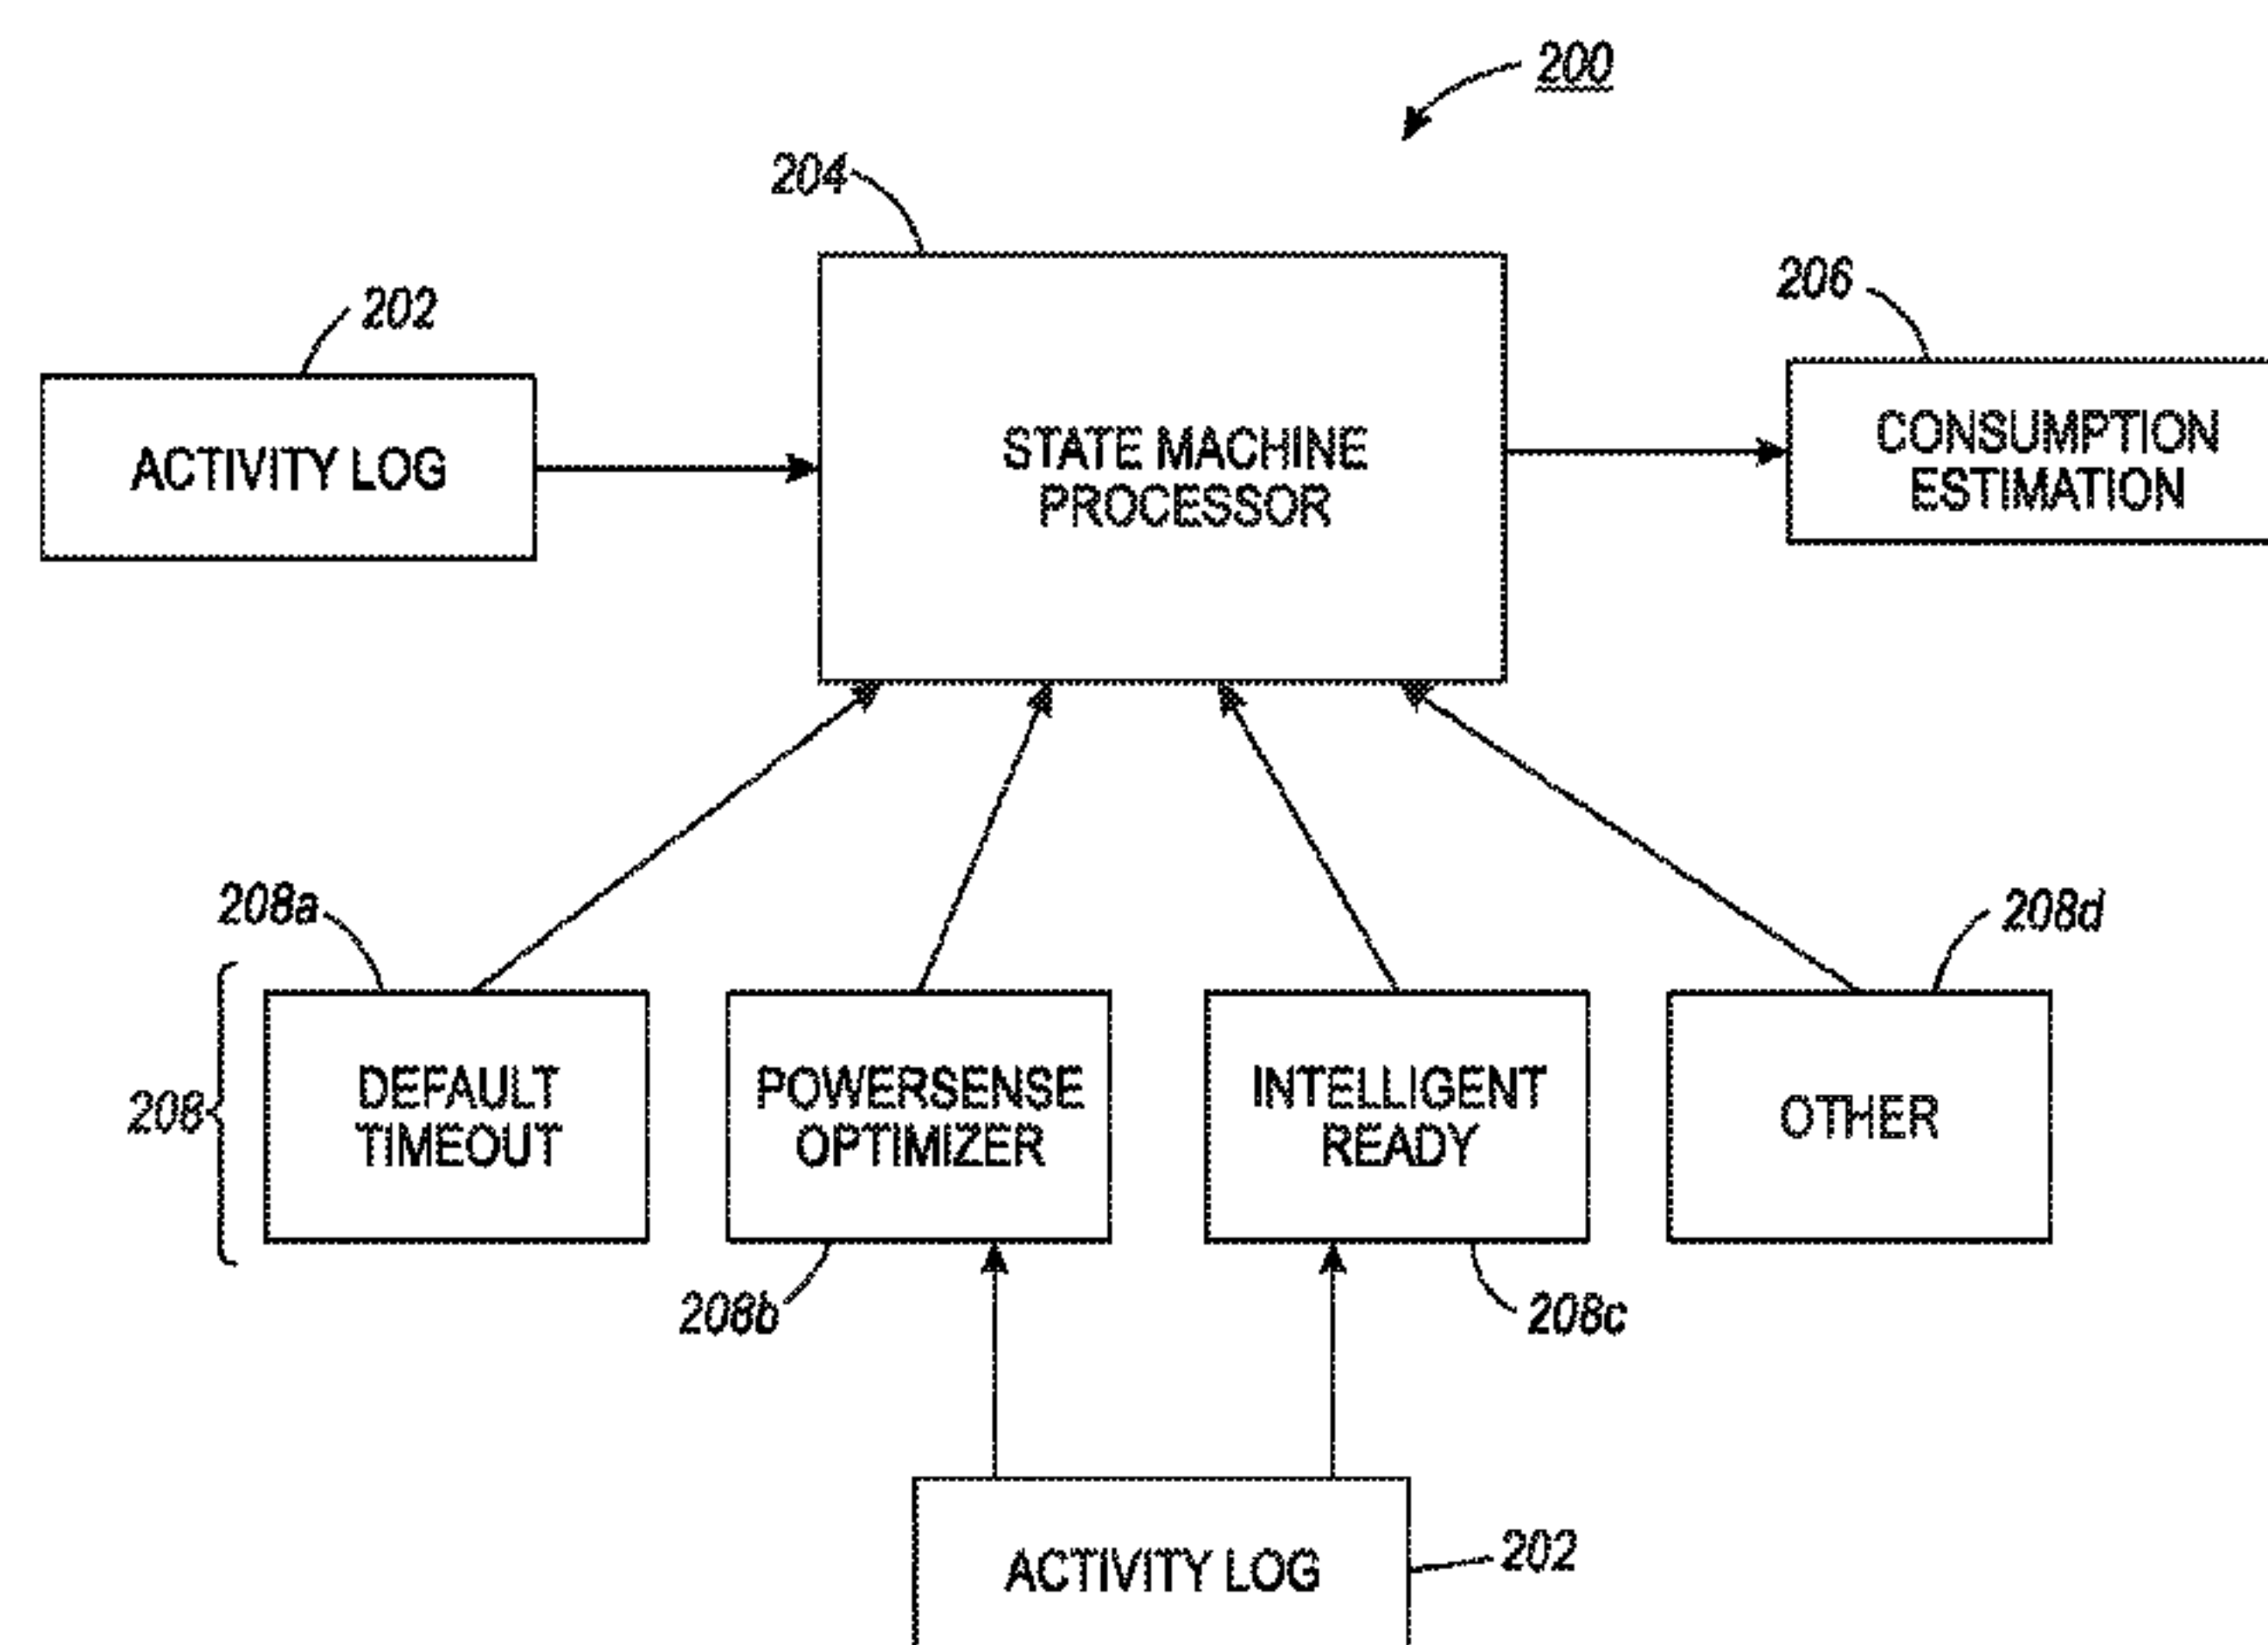 200
204
202
206
ACTIVITY LOG
STATE MACHINE
PROCESSOR
CONSUMPTION
ESTIMATION
208a
208d
208
DEFAULT
TIMEOUT
POWERSENSE
OPTIMIZER
INTELLIGENT
READY
OTHER
208b
208c
ACTIVITY LOG
202